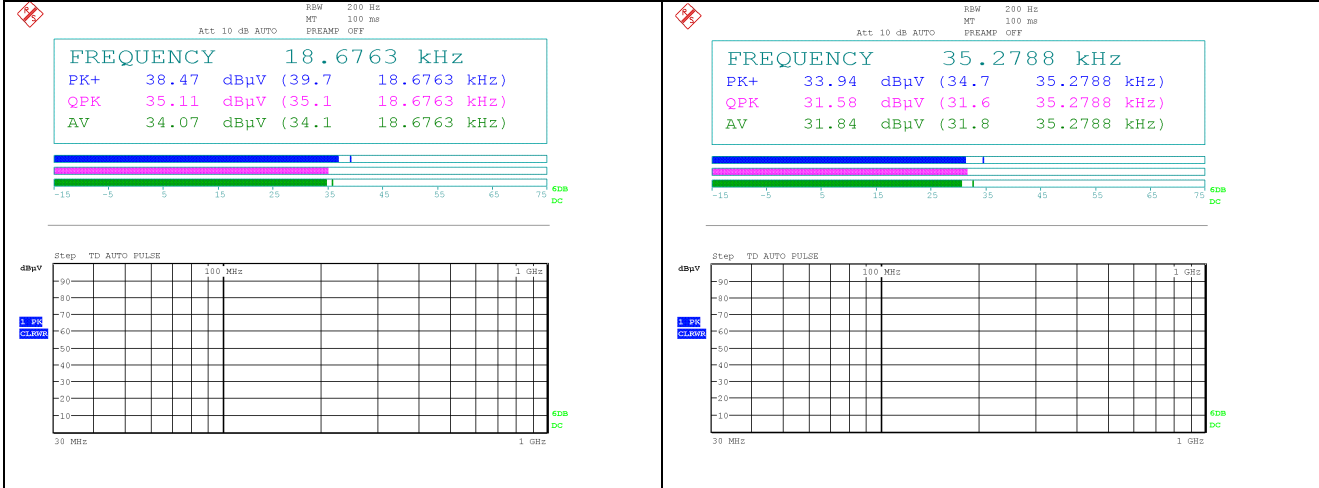 RBW 200 Hz
MT 100 ms
Att 10 dB AUTO PREAMP OFF
FREQUENCY 18.6763 kHz
PK+ 38.47 dBµV (39.7 18.6763 kHz)
QPK 35.11 dBµV (35.1 18.6763 kHz)
AV 34.07 dBµV (34.1 18.6763 kHz)
-15 -5 5 15 25 35 45 55 65 75
6DB
DC
Step TD AUTO PULSE
dBµV
100 MHz 1 GHz
90
80
70
1 PK
60
CLRWR
50
40
30
20
10
6DB
DC
30 MHz 1 GHz
RBW 200 Hz
MT 100 ms
Att 10 dB AUTO PREAMP OFF
FREQUENCY 35.2788 kHz
PK+ 33.94 dBµV (34.7 35.2788 kHz)
QPK 31.58 dBµV (31.6 35.2788 kHz)
AV 31.84 dBµV (31.8 35.2788 kHz)
-15 -5 5 15 25 35 45 55 65 75
6DB
DC
Step TD AUTO PULSE
dBµV
100 MHz 1 GHz
90
80
70
1 PK
60
CLRWR
50
40
30
20
10
6DB
DC
30 MHz 1 GHz